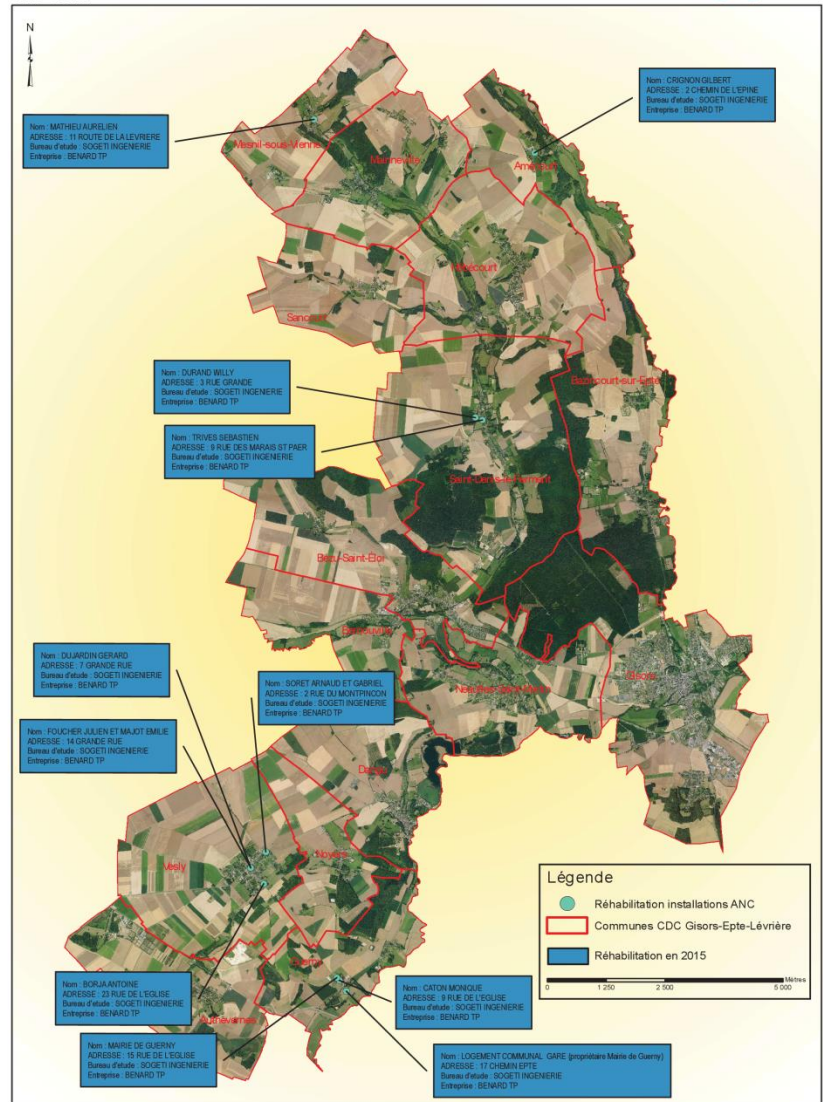 N
Nom : CRIGNON GILBERT
ADRESSE : 2 CHEMIN DE L'EPINE
Bureau d'etude : SOGETI INGENIERIE
Entreprise : BENARD TP
Nom : MATHIEU AURELIEN
ADRESSE : 11 ROUTE DE LA LEVRIERE
Bureau d'etude : SOGETI INGENIERIE
Entreprise : BENARD TP
Mesnil-sous-Vienne
Mainneville
Amécourt
Sancourt
Nom : DURAND WILLY
ADRESSE : 3 RUE GRANDE
Bureau d'etude : SOGETI INGENIERIE
Entreprise : BENARD TP
Bazincourt-sur-Epte
Nom : TRIVES SEBASTIEN
ADRESSE : 9 RUE DES MARAIS ST PAER
Bureau d'etude : SOGETI INGENIERIE
Entreprise : BENARD TP
Saint-Denis-le-Ferment
Bézu-Saint-Éloi
Bernouville
Gisors
Neaufles-Saint-Martin
Nom : DUJARDIN GERARD
ADRESSE : 7 GRANDE RUE
Bureau d'etude : SOGETI INGENIERIE
Entreprise : BENARD TP
Nom : SORET ARNAUD ET GABRIEL
ADRESSE : 2 RUE DU MONTPINCON
Bureau d'etude : SOGETI INGENIERIE
Entreprise : BENARD TP
Nom : FOUCHER JULIEN ET MAJOT EMILIE
ADRESSE : 14 GRANDE RUE
Bureau d'etude : SOGETI INGENIERIE
Entreprise : BENARD TP
Dangu
Noyers
Vesly
Guerny
Authevernes
Légende
Réhabilitation installations ANC
Communes CDC Gisors-Epte-Lévrière
Réhabilitation en 2015
Mètres
0 1 250 2 500 5 000
Nom : BORJA ANTOINE
ADRESSE : 23 RUE DE L'EGLISE
Bureau d'etude : SOGETI INGENIERIE
Entreprise : BENARD TP
Nom : CATON MONIQUE
ADRESSE : 9 RUE DE L'EGLISE
Bureau d'etude : SOGETI INGENIERIE
Entreprise : BENARD TP
Nom : MAIRIE DE GUERNY
ADRESSE : 15 RUE DE L'EGLISE
Bureau d'etude : SOGETI INGENIERIE
Entreprise : BENARD TP
Nom : LOGEMENT COMMUNAL GARE (propriétaire Mairie de Guerny)
ADRESSE : 17 CHEMIN EPTE
Bureau d'etude : SOGETI INGENIERIE
Entreprise : BENARD TP